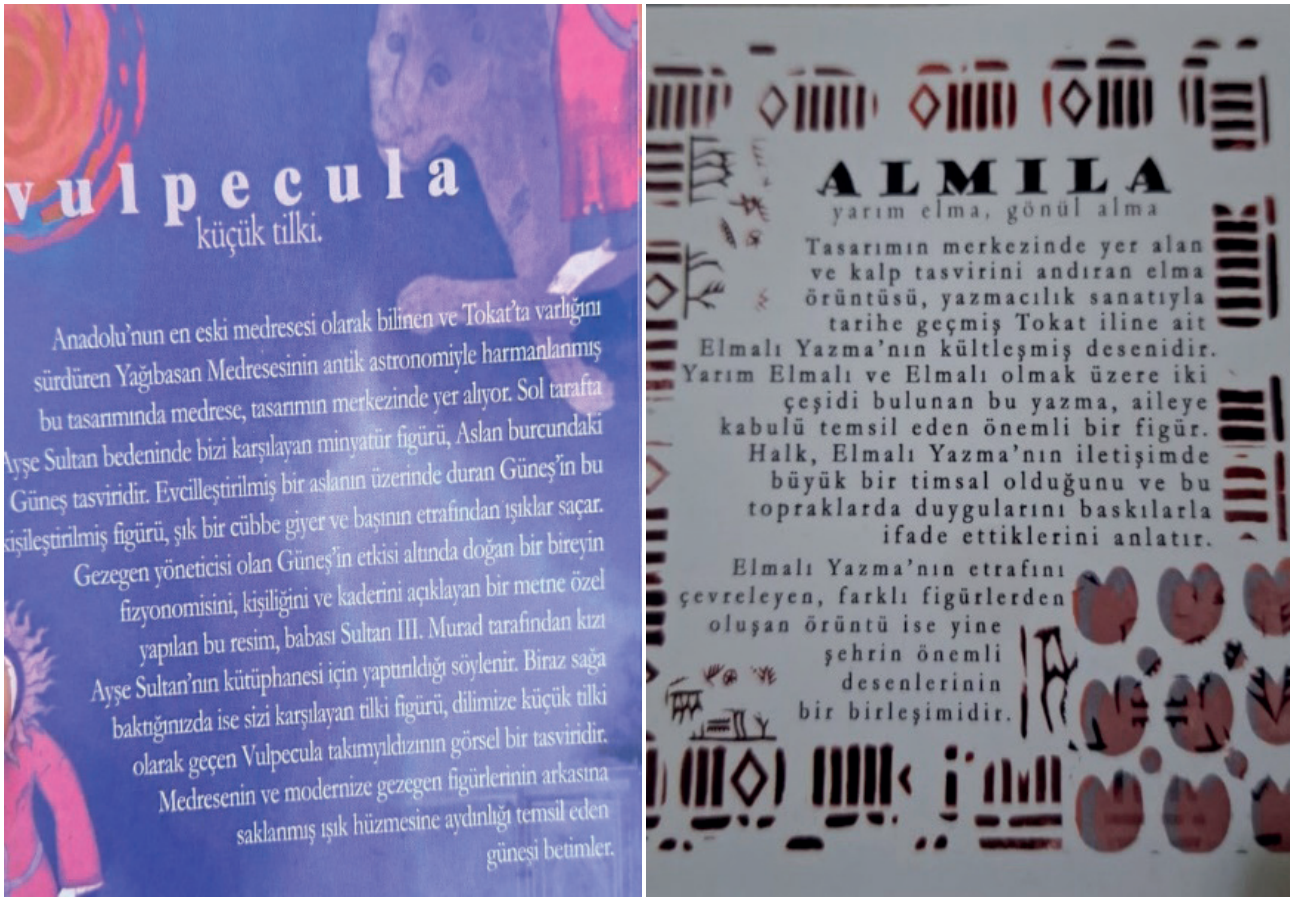 vulpecula
küçük tilki.
Anadolu'nun en eski medresesi olarak bilinen ve Tokat'ta varlığını
sürdüren Yağıbasan Medresesinin antik astronomiyle harmanlanmış
bu tasarımında medrese, tasarımın merkezinde yer alıyor. Sol tarafta
Ayşe Sultan bedeninde bizi karşılayan minyatür figürü, Aslan burcundaki
Güneş tasviridir. Evcilleştirilmiş bir aslanın üzerinde duran Güneş'in bu
kişileştirilmiş figürü, şık bir cübbe giyer ve başının etrafından ışıklar saçar.
Gezegen yöneticisi olan Güneş'in etkisi altında doğan bir bireyin
fizyonomisini, kişiliğini ve kaderini açıklayan bir metne özel
yapılan bu resim, babası Sultan III. Murad tarafından kızı
Ayşe Sultan'nın kütüphanesi için yaptırıldığı söylenir. Biraz sağa
baktığınızda ise sizi karşılayan tilki figürü, dilimize küçük tilki
olarak geçen Vulpecula takımyıldızının görsel bir tasviridir.
Medresenin ve modernize gezegen figürlerinin arkasına
saklanmış ışık hüzmesine aydınlığı temsil eden
güneşi betimler.
ALMILA
yarım elma, gönül alma
Tasarımın merkezinde yer alan
ve kalp tasvirini andıran elma
örüntüsü, yazmacılık sanatıyla
tarihe geçmiş Tokat iline ait
Elmalı Yazma'nın kültleşmiş desenidir.
Yarım Elmalı ve Elmalı olmak üzere iki
çeşidi bulunan bu yazma, aileye
kabulü temsil eden önemli bir figür.
Halk, Elmalı Yazma'nın iletişimde
büyük bir timsal olduğunu ve bu
topraklarda duygularını baskılarla
ifade ettiklerini anlatır.
Elmalı Yazma'nın etrafını
çevreleyen, farklı figürlerden
oluşan örüntü ise yine
şehrin önemli
desenlerinin
bir birleşimidir.